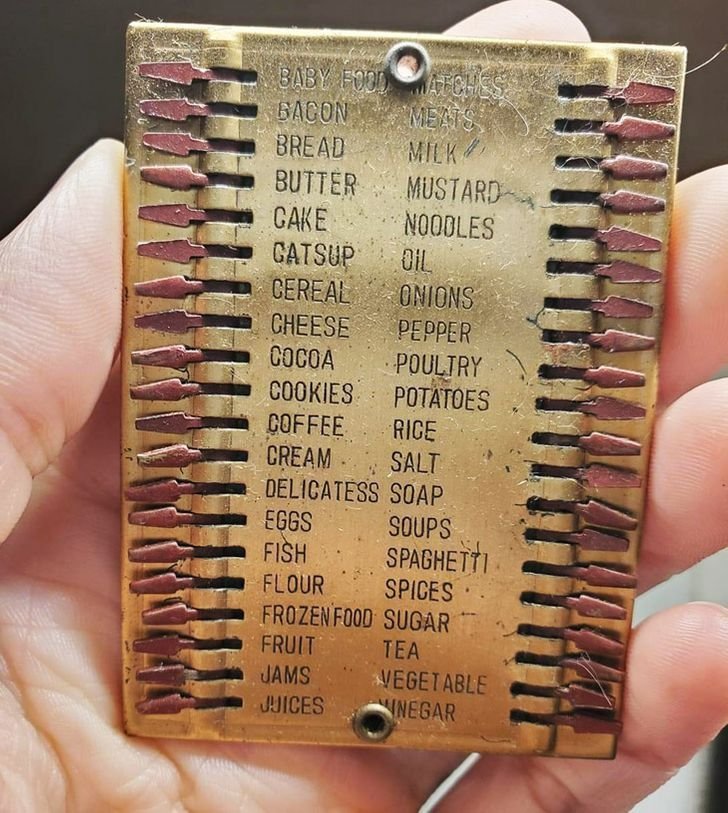 BABY FOOD
BACON
BREAD
BUTTER
CAKE
CATSUP
CEREAL
CHEESE
COCOA
COOKIES
COFFEE
CREAM
DELICATESS
EGGS
FISH
FLOUR
FROZEN FOOD
FRUIT
JAMS
JUICES
MATCHES
MEATS
MILK
MUSTARD
NOODLES
OIL
ONIONS
PEPPER
POULTRY
POTATOES
RICE
SALT
SOAP
SOUPS
SPAGHETTI
SPICES
SUGAR
TEA
VEGETABLE
VINEGAR